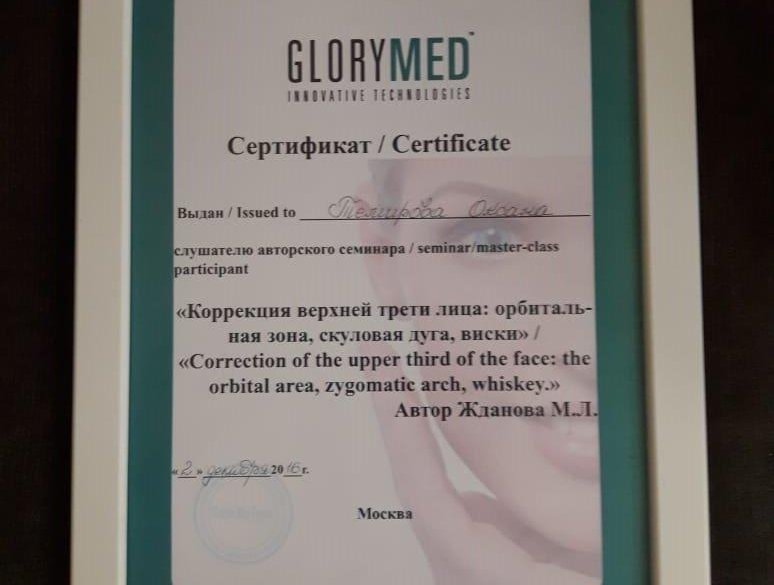 GLORYMED™
INNOVATIVE TECHNOLOGIES
Сертификат / Certificate
Выдан / Issued to Темирова Оксана
слушателю авторского семинара / seminar/master-class
participant
«Коррекция верхней трети лица: орбиталь-
ная зона, скуловая дуга, виски» /
«Correction of the upper third of the face: the
orbital area, zygomatic arch, whiskey.»
Автор Жданова М.Л.
«2» декабря 2016 г.
Москва